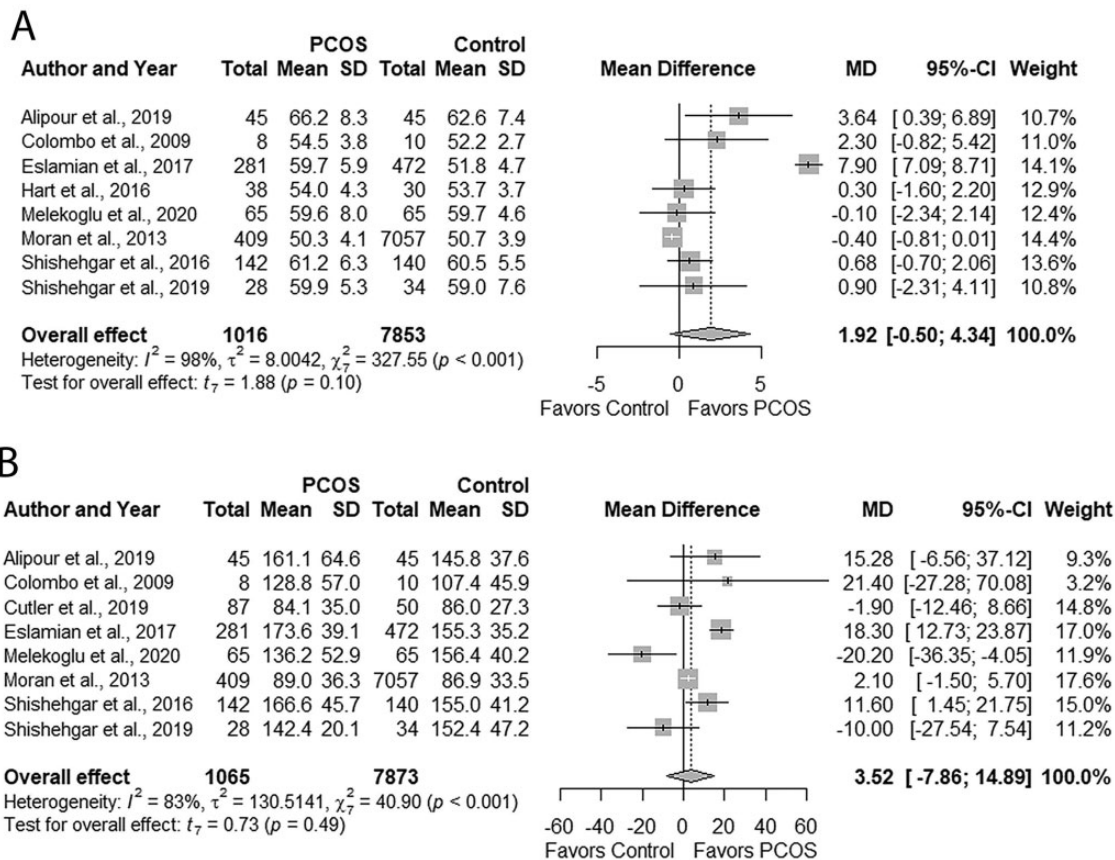 A
PCOS Control
Author and Year Total Mean SD Total Mean SD Mean Difference MD 95%-CI Weight
Alipour et al., 2019 45 66.2 8.3 45 62.6 7.4 3.64 [ 0.39; 6.89] 10.7%
Colombo et al., 2009 8 54.5 3.8 10 52.2 2.7 2.30 [-0.82; 5.42] 11.0%
Eslamian et al., 2017 281 59.7 5.9 472 51.8 4.7 7.90 [ 7.09; 8.71] 14.1%
Hart et al., 2016 38 54.0 4.3 30 53.7 3.7 0.30 [-1.60; 2.20] 12.9%
Melekoglu et al., 2020 65 59.6 8.0 65 59.7 4.6 -0.10 [-2.34; 2.14] 12.4%
Moran et al., 2013 409 50.3 4.1 7057 50.7 3.9 -0.40 [-0.81; 0.01] 14.4%
Shishehgar et al., 2016 142 61.2 6.3 140 60.5 5.5 0.68 [-0.70; 2.06] 13.6%
Shishehgar et al., 2019 28 59.9 5.3 34 59.0 7.6 0.90 [-2.31; 4.11] 10.8%
Overall effect 1016 7853 1.92 [-0.50; 4.34] 100.0%
Heterogeneity: I² = 98%, τ² = 8.0042, χ²₇ = 327.55 (p < 0.001)
Test for overall effect: t₇ = 1.88 (p = 0.10)
-5 0 5
Favors Control Favors PCOS
B
PCOS Control
Author and Year Total Mean SD Total Mean SD Mean Difference MD 95%-CI Weight
Alipour et al., 2019 45 161.1 64.6 45 145.8 37.6 15.28 [ -6.56; 37.12] 9.3%
Colombo et al., 2009 8 128.8 57.0 10 107.4 45.9 21.40 [-27.28; 70.08] 3.2%
Cutler et al., 2019 87 84.1 35.0 50 86.0 27.3 -1.90 [-12.46; 8.66] 14.8%
Eslamian et al., 2017 281 173.6 39.1 472 155.3 35.2 18.30 [ 12.73; 23.87] 17.0%
Melekoglu et al., 2020 65 136.2 52.9 65 156.4 40.2 -20.20 [-36.35; -4.05] 11.9%
Moran et al., 2013 409 89.0 36.3 7057 86.9 33.5 2.10 [ -1.50; 5.70] 17.6%
Shishehgar et al., 2016 142 166.6 45.7 140 155.0 41.2 11.60 [ 1.45; 21.75] 15.0%
Shishehgar et al., 2019 28 142.4 20.1 34 152.4 47.2 -10.00 [-27.54; 7.54] 11.2%
Overall effect 1065 7873 3.52 [ -7.86; 14.89] 100.0%
Heterogeneity: I² = 83%, τ² = 130.5141, χ²₇ = 40.90 (p < 0.001)
Test for overall effect: t₇ = 0.73 (p = 0.49)
-60 -40 -20 0 20 40 60
Favors Control Favors PCOS